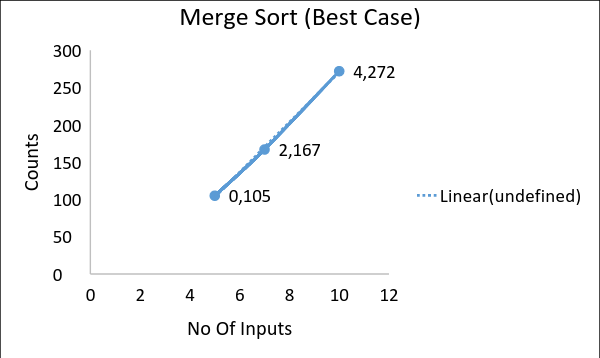 Merge Sort (Best Case)
300
250
200
150
100
50
0
Counts
4,272
2,167
0,105
Linear(undefined)
0 2 4 6 8 10 12
No Of Inputs